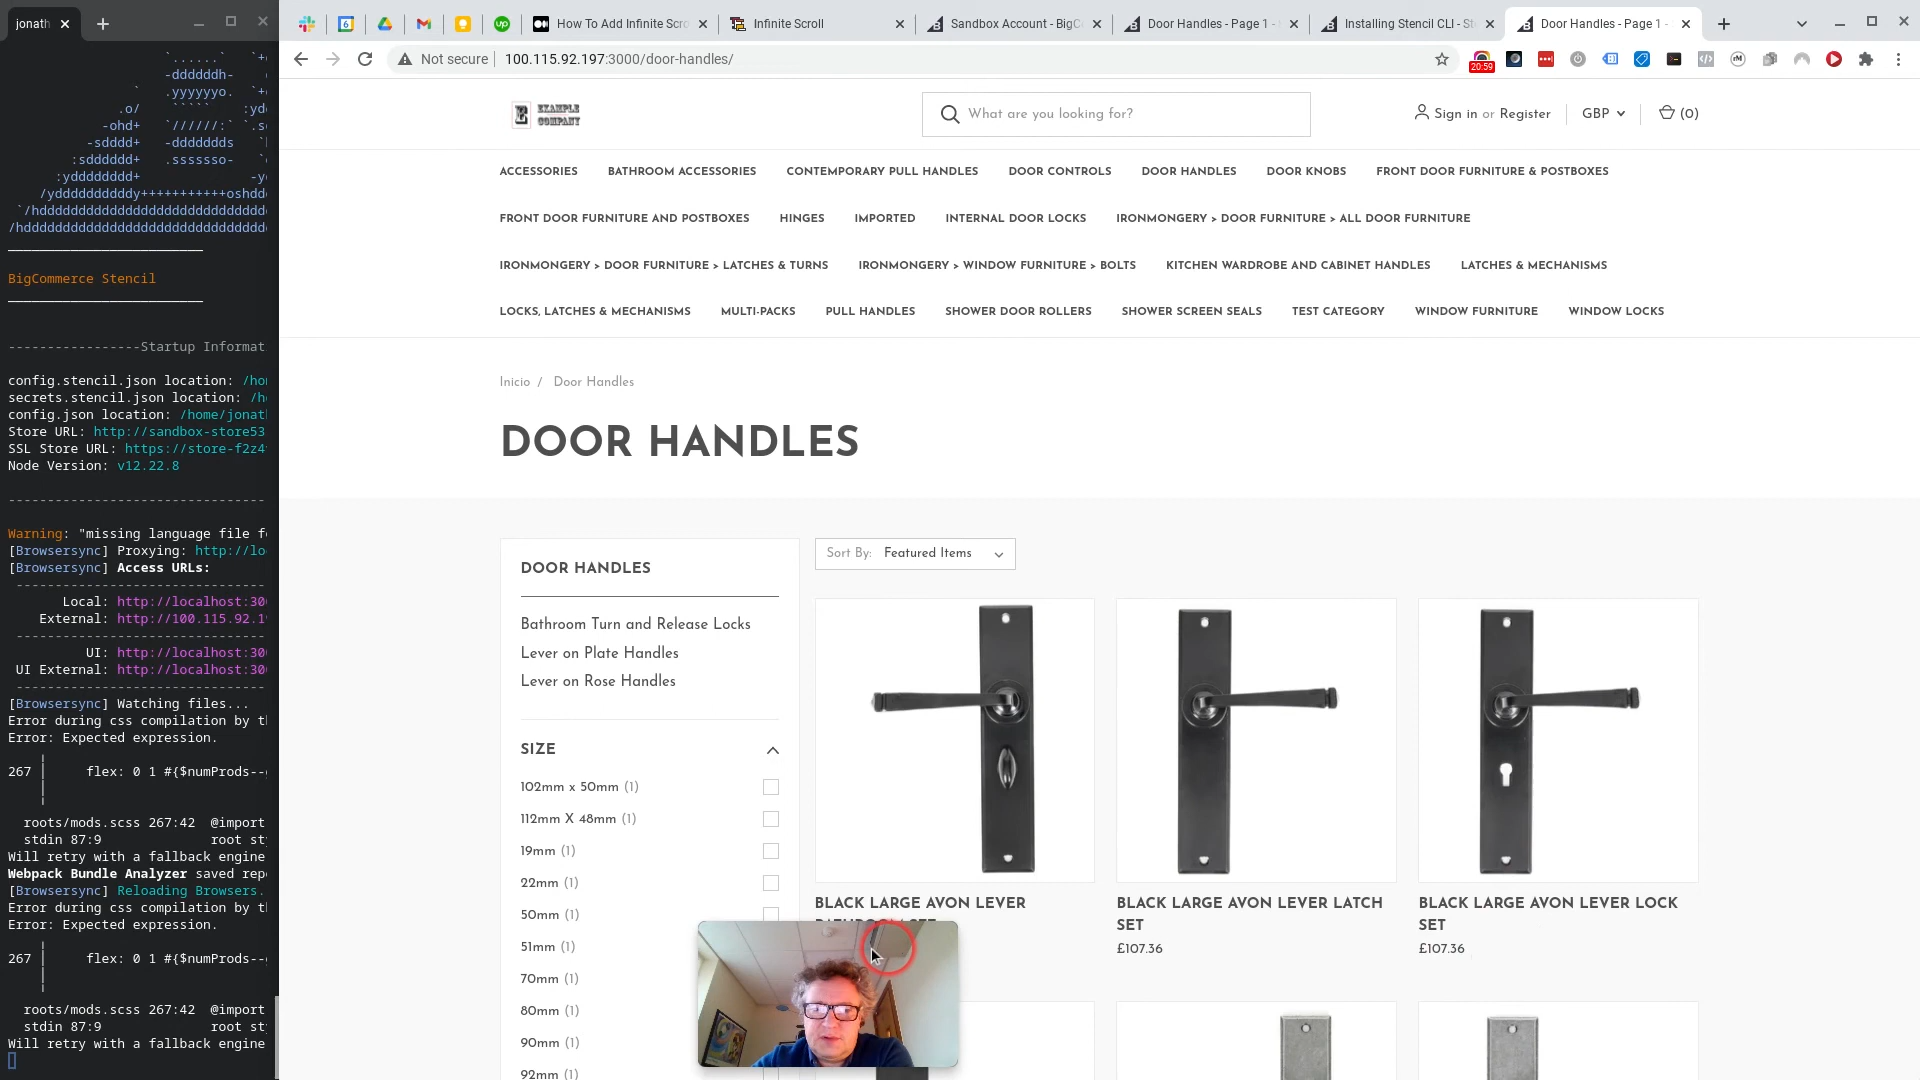 jonath
BigCommerce Stencil
-----------------Startup Informat
config.stencil.json location: /ho
secrets.stencil.json location: /h
config.json location: /home/jonat
Store URL: http://sandbox-store53
SSL Store URL: https://store-f2z4
Node Version: v12.22.8
Warning: "missing language file f
[Browsersync] Proxying: http://lo
[Browsersync] Access URLs:
Local: http://localhost:30
External: http://100.115.92.1
UI: http://localhost:30
UI External: http://localhost:30
[Browsersync] Watching files...
Error during css compilation by t
Error: Expected expression.
267 │ flex: 0 1 #{$numProds--
roots/mods.scss 267:42 @import
stdin 87:9 root st
Will retry with a fallback engine
Webpack Bundle Analyzer saved rep
[Browsersync] Reloading Browsers.
Error during css compilation by t
Error: Expected expression.
267 │ flex: 0 1 #{$numProds--
roots/mods.scss 267:42 @import
stdin 87:9 root st
Will retry with a fallback engine
How To Add Infinite Scro
Infinite Scroll
Sandbox Account - BigC
Door Handles - Page 1 -
Installing Stencil CLI - St
Door Handles - Page 1 -
Not secure | 100.115.92.197:3000/door-handles/
20:59
EXAMPLE
COMPANY
What are you looking for?
Sign in or Register
GBP
(0)
ACCESSORIES BATHROOM ACCESSORIES CONTEMPORARY PULL HANDLES DOOR CONTROLS DOOR HANDLES DOOR KNOBS FRONT DOOR FURNITURE & POSTBOXES
FRONT DOOR FURNITURE AND POSTBOXES HINGES IMPORTED INTERNAL DOOR LOCKS IRONMONGERY > DOOR FURNITURE > ALL DOOR FURNITURE
IRONMONGERY > DOOR FURNITURE > LATCHES & TURNS IRONMONGERY > WINDOW FURNITURE > BOLTS KITCHEN WARDROBE AND CABINET HANDLES LATCHES & MECHANISMS
LOCKS, LATCHES & MECHANISMS MULTI-PACKS PULL HANDLES SHOWER DOOR ROLLERS SHOWER SCREEN SEALS TEST CATEGORY WINDOW FURNITURE WINDOW LOCKS
Inicio / Door Handles
DOOR HANDLES
DOOR HANDLES
Bathroom Turn and Release Locks
Lever on Plate Handles
Lever on Rose Handles
SIZE
102mm x 50mm (1)
112mm X 48mm (1)
19mm (1)
22mm (1)
50mm (1)
51mm (1)
70mm (1)
80mm (1)
90mm (1)
92mm (1)
Sort By: Featured Items
BLACK LARGE AVON LEVER
BLACK LARGE AVON LEVER LATCH
SET
£107.36
BLACK LARGE AVON LEVER LOCK
SET
£107.36